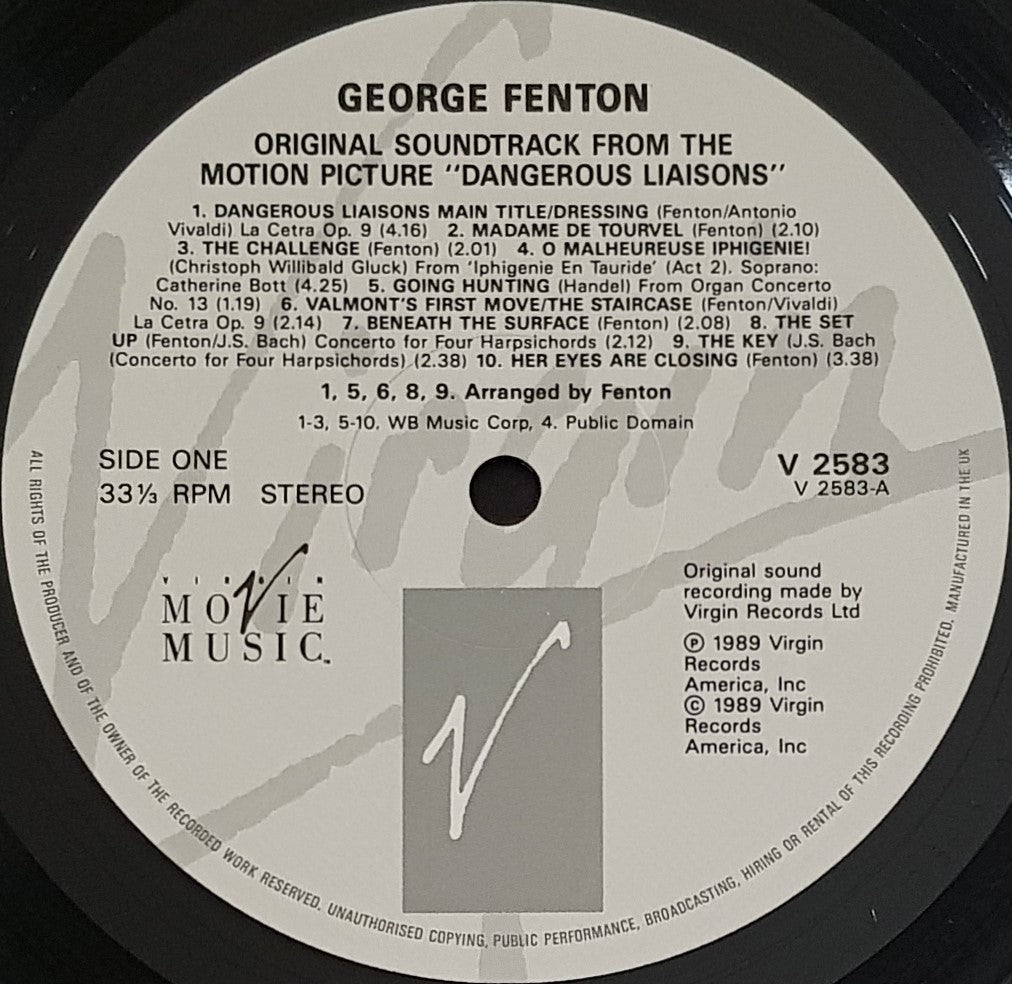 GEORGE FENTON
ORIGINAL SOUNDTRACK FROM THE
MOTION PICTURE "DANGEROUS LIAISONS"
1. DANGEROUS LIAISONS MAIN TITLE/DRESSING (Fenton/Antonio
Vivaldi) La Cetra Op. 9 (4.16) 2. MADAME DE TOURVEL (Fenton) (2.10)
3. THE CHALLENGE (Fenton) (2.01) 4. O MALHEUREUSE IPHIGENIE!
(Christoph Willibald Gluck) From 'Iphigenie En Tauride' (Act 2). Soprano:
Catherine Bott (4.25) 5. GOING HUNTING (Handel) From Organ Concerto
No. 13 (1.19) 6. VALMONT'S FIRST MOVE/THE STAIRCASE (Fenton/Vivaldi)
La Cetra Op. 9 (2.14) 7. BENEATH THE SURFACE (Fenton) (2.08) 8. THE SET
UP (Fenton/J.S. Bach) Concerto for Four Harpsichords (2.12) 9. THE KEY (J.S. Bach
(Concerto for Four Harpsichords) (2.38) 10. HER EYES ARE CLOSING (Fenton) (3.38)
1, 5, 6, 8, 9. Arranged by Fenton
1-3, 5-10. WB Music Corp, 4. Public Domain
SIDE ONE
33⅓ RPM STEREO
V 2583
V 2583-A
VIRGIN
MOVIE
MUSIC™
Original sound
recording made by
Virgin Records Ltd
℗ 1989 Virgin
Records
America, Inc
© 1989 Virgin
Records
America, Inc
ALL RIGHTS OF THE PRODUCER AND OF THE OWNER OF THE RECORDED WORK RESERVED. UNAUTHORISED COPYING, PUBLIC PERFORMANCE, BROADCASTING, HIRING OR RENTAL OF THIS RECORDING PROHIBITED. MANUFACTURED IN THE UK